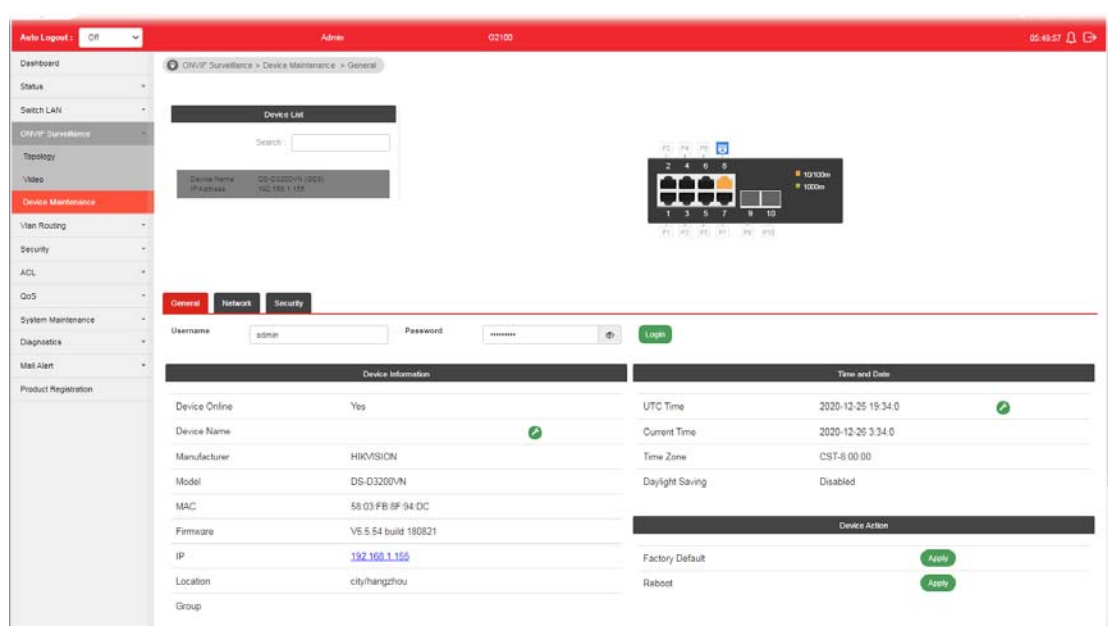 Auto Logout : Off Admin G2100 05:49:57
Dashboard
Status
Switch LAN
ONVIF Surveillance
Topology
Video
Device Maintenance
Vlan Routing
Security
ACL
QoS
System Maintenance
Diagnostics
Mail Alert
Product Registration
ONVIF Surveillance > Device Maintenance > General
Device List
Search :
Device Name
IP Address 192.168.1.155
2 4 6 8
1 3 5 7 9 10
10/100m
1000m
General Network Security
Username admin Password ********* Login
Device Information
Device Online Yes
Device Name
Manufacturer HIKVISION
Model DS-D3200VN
MAC 58:03:FB:8F:94:DC
Firmware V5.5.54 build 180821
IP 192.168.1.155
Location city/hangzhou
Group
Time and Date
UTC Time 2020-12-25 19:34:0
Current Time 2020-12-26 3:34:0
Time Zone CST-8:00:00
Daylight Saving Disabled
Device Action
Factory Default Apply
Reboot Apply